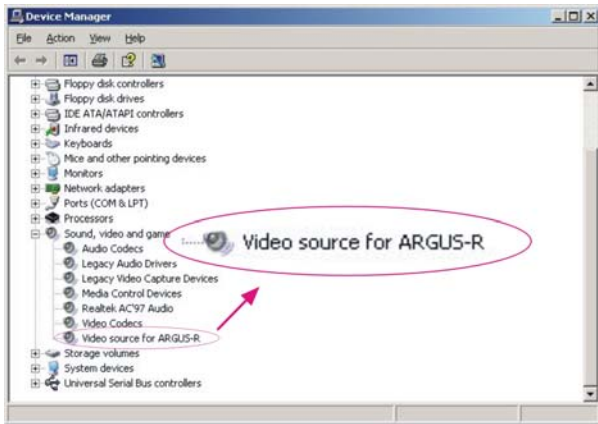 Device Manager
File Action View Help
Floppy disk controllers
Floppy disk drives
IDE ATA/ATAPI controllers
Infrared devices
Keyboards
Mice and other pointing devices
Monitors
Network adapters
Ports (COM & LPT)
Processors
Sound, video and game
Video source for ARGUS-R
Audio Codecs
Legacy Audio Drivers
Legacy Video Capture Devices
Media Control Devices
Realtek AC'97 Audio
Video Codecs
Video source for ARGUS-R
Storage volumes
System devices
Universal Serial Bus controllers